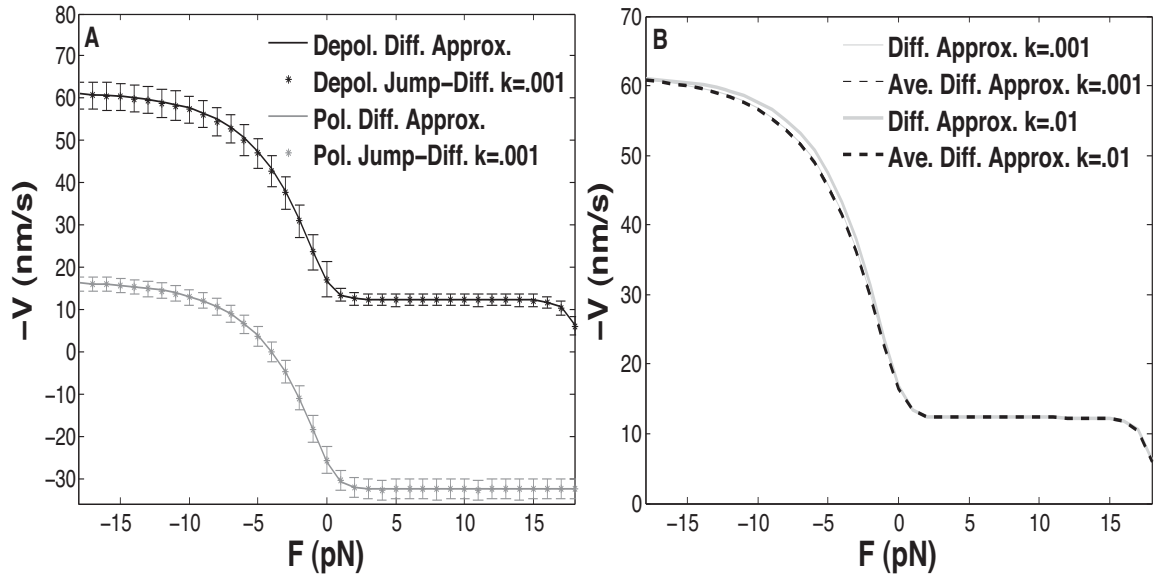 A
Depol. Diff. Approx.
Depol. Jump−Diff. k=.001
Pol. Diff. Approx.
Pol. Jump−Diff. k=.001
80
70
60
50
40
30
20
10
0
−10
−20
−30
−V (nm/s)
−15
−10
−5
0
5
10
15
F (pN)
B
Diff. Approx. k=.001
Ave. Diff. Approx. k=.001
Diff. Approx. k=.01
Ave. Diff. Approx. k=.01
70
60
50
40
30
20
10
0
−V (nm/s)
−15
−10
−5
0
5
10
15
F (pN)